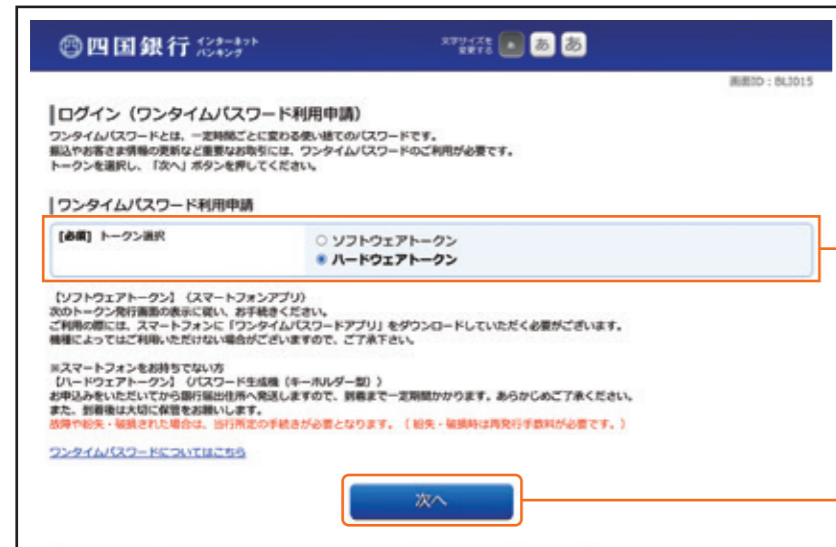 四国銀行 インターネットバンキング
文字サイズを変更する あ あ あ
画面ID：BLI015
ログイン（ワンタイムパスワード利用申請）
ワンタイムパスワードとは、一定時間ごとに変わる使い捨てのパスワードです。
振込やお客さま情報の更新など重要なお取引には、ワンタイムパスワードのご利用が必要です。
トークンを選択し、「次へ」ボタンを押してください。
ワンタイムパスワード利用申請
【必須】トークン選択
ソフトウェアトークン
ハードウェアトークン
【ソフトウェアトークン】（スマートフォンアプリ）
次のトークン発行画面の表示に従い、お手続きください。
ご利用の際には、スマートフォンに「ワンタイムパスワードアプリ」をダウンロードしていただく必要がございます。
機種によってはご利用いただけない場合がございますので、ご了承下さい。
※スマートフォンをお持ちでない方
【ハードウェアトークン】（パスワード生成機（キーホルダー型））
お申込みをいただいてから銀行届出住所へ発送しますので、到着まで一定期間かかります。あらかじめご了承ください。
また、到着後は大切に保管をお願いします。
故障や紛失・破損された場合は、当行所定の手続きが必要となります。（紛失・破損時は再発行手数料が必要です。）
ワンタイムパスワードについてはこちら
次へ